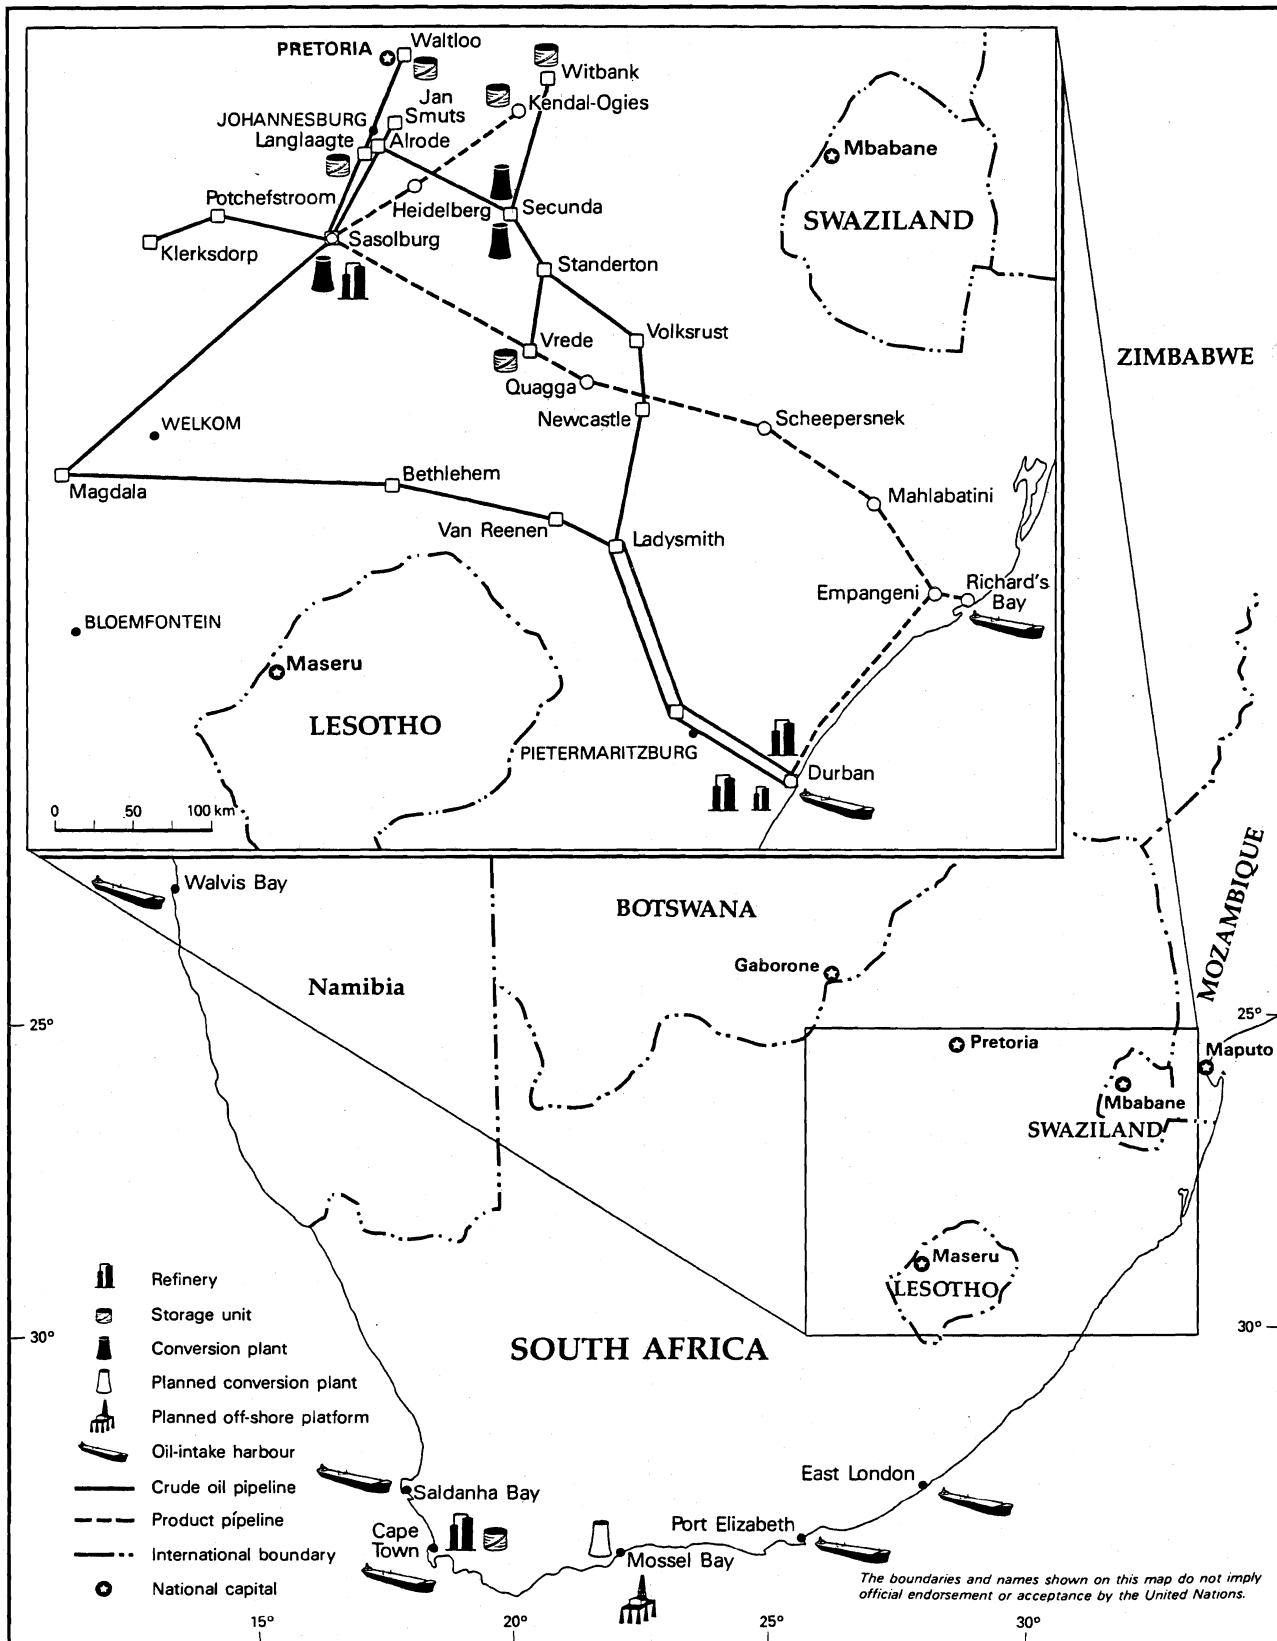 PRETORIA
Waltloo
Witbank
Jan
Smuts
Kendal-Ogies
JOHANNESBURG
Langlaagte
Alrode
Mbabane
Potchefstroom
Heidelberg
Secunda
SWAZILAND
Klerksdorp
Sasolburg
Standerton
Vrede
Volksrust
ZIMBABWE
Quagga
Newcastle
Scheepersnek
WELKOM
Magdala
Bethlehem
Mahlabatini
Van Reenen
Ladysmith
Empangeni
Richard's
Bay
BLOEMFONTEIN
Maseru
LESOTHO
PIETERMARITZBURG
Durban
0 50 100 km
Walvis Bay
BOTSWANA
MOZAMBIQUE
Gaborone
Namibia
25°
25°
Pretoria
Maputo
Mbabane
SWAZILAND
Maseru
LESOTHO
Refinery
Storage unit
30°
30°
SOUTH AFRICA
Conversion plant
Planned conversion plant
Planned off-shore platform
Oil-intake harbour
Crude oil pipeline
Product pipeline
International boundary
National capital
East London
Saldanha Bay
Port Elizabeth
Cape
Town
Mossel Bay
The boundaries and names shown on this map do not imply
official endorsement or acceptance by the United Nations.
15° 20° 25° 30°